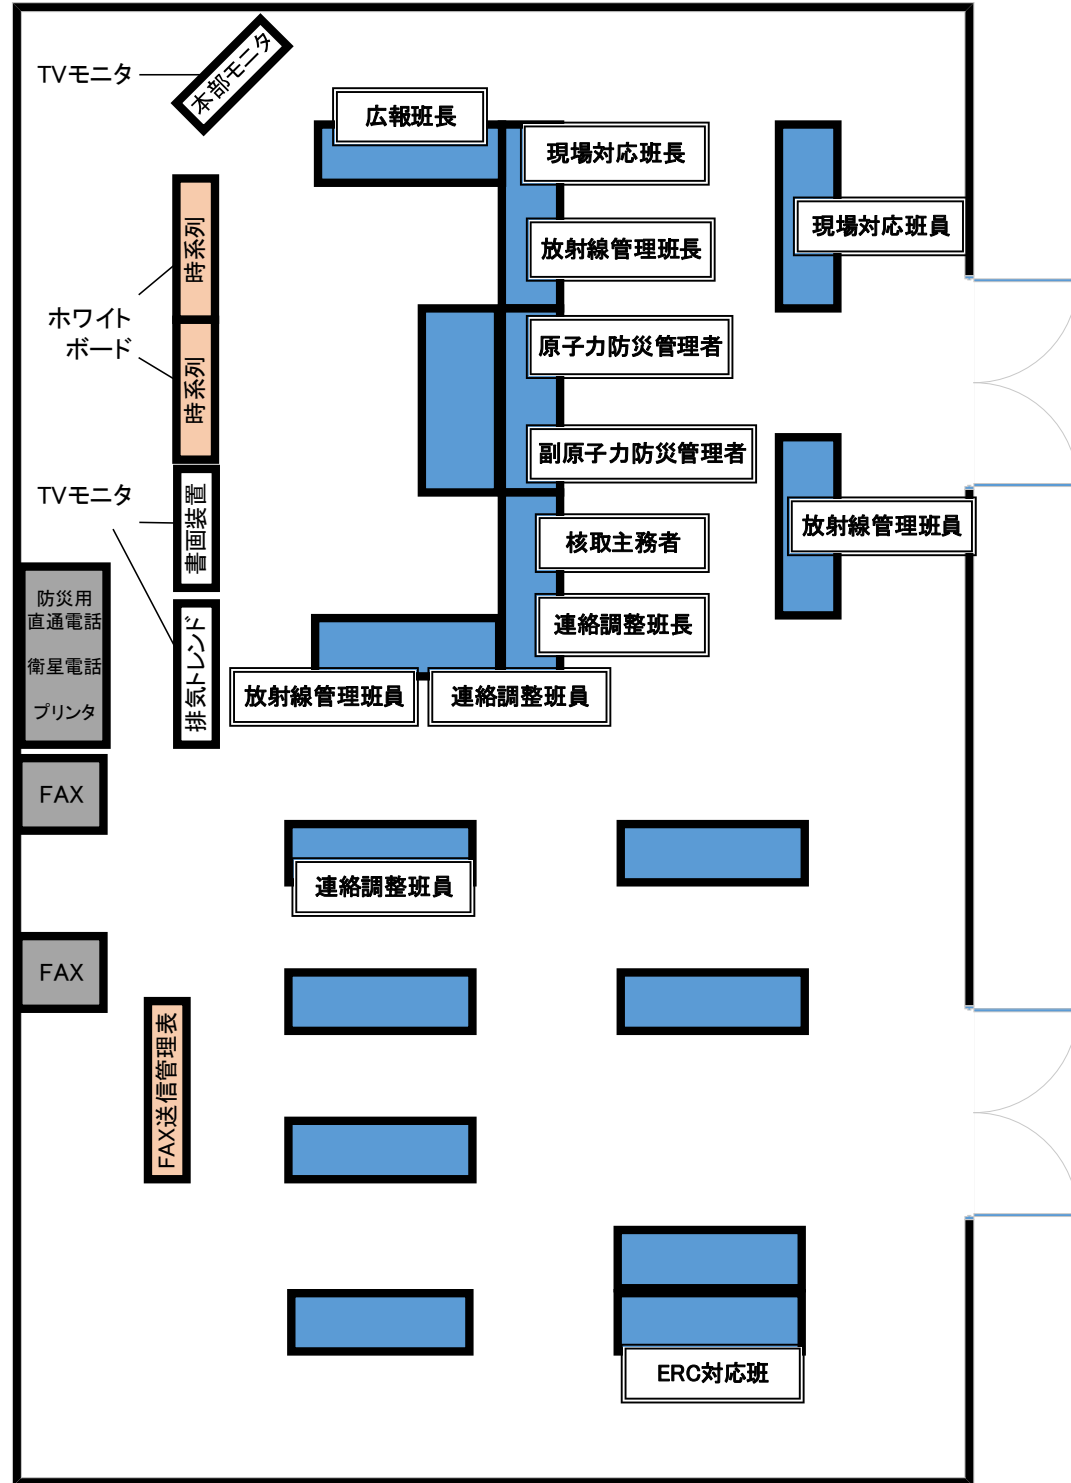 TVモニタ
本部モニタ
広報班長
現場対応班長
現場対応班員
時系列
放射線管理班長
ホワイト
ボード
原子力防災管理者
時系列
副原子力防災管理者
TVモニタ
書画装置
核取主務者
放射線管理班員
防災用
直通電話
衛星電話
プリンタ
排気トレンド
連絡調整班長
放射線管理班員
連絡調整班員
FAX
連絡調整班員
FAX
FAX送信管理表
ERC対応班